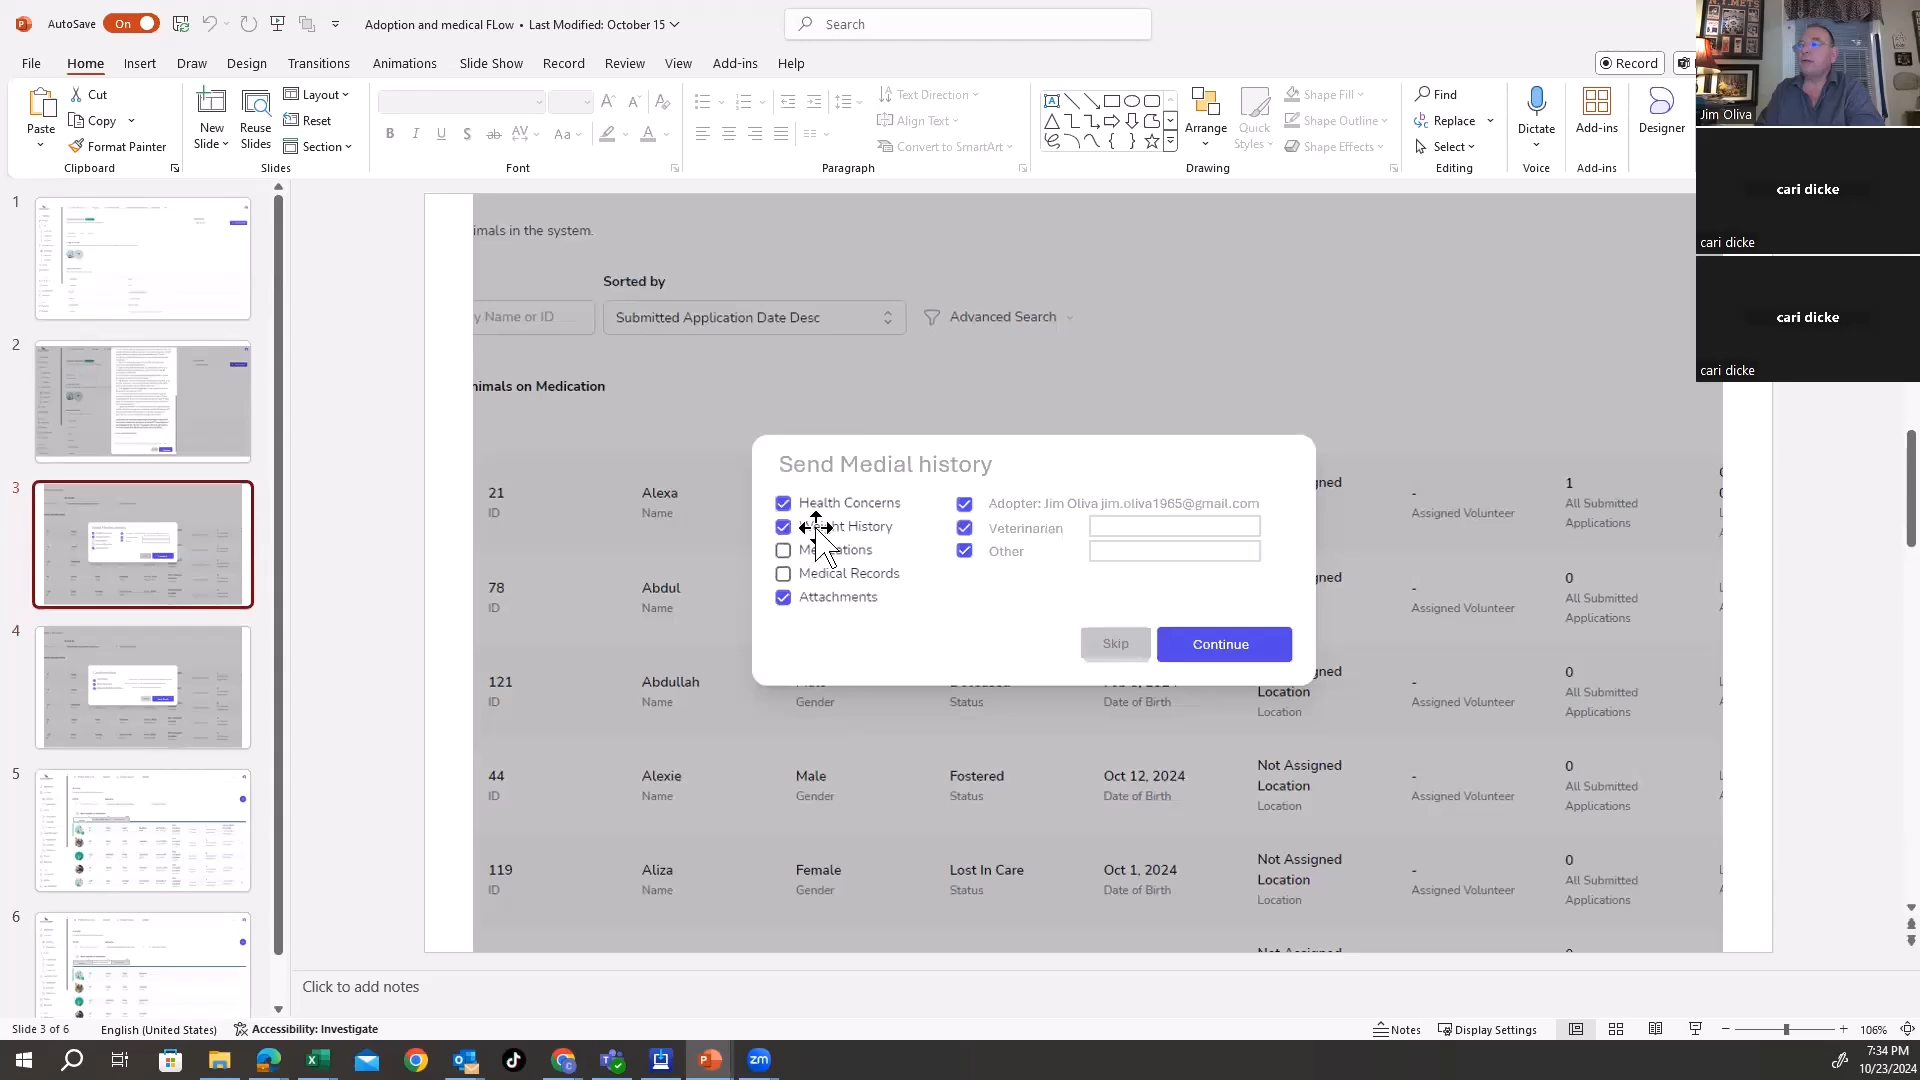 AutoSave On Adoption and medical FLow • Last Modified: October 15 Search
File Home Insert Draw Design Transitions Animations Slide Show Record Review View Add-ins Help Record
Paste Cut Copy Format Painter Clipboard
New Slide Reuse Slides Layout Reset Section Slides
Font
Text Direction Align Text Convert to SmartArt Paragraph
Arrange Quick Styles Shape Fill Shape Outline Shape Effects Drawing
Find Replace Select Editing
Dictate Voice
Add-ins Add-ins
Designer
Jim Oliva
cari dicke
cari dicke
cari dicke
cari dicke
1
2
3
4
5
6
imals in the system.
Sorted by
y Name or ID Submitted Application Date Desc Advanced Search
nimals on Medication
Send Medial history
Health Concerns Adopter: Jim Oliva jim.oliva1965@gmail.com
Veterinarian
Other
Medical Records
Attachments
Skip Continue
21 Alexa - 1
ID Name Assigned Volunteer All Submitted Applications
78 Abdul - 0
ID Name Assigned Volunteer All Submitted Applications
121 Abdullah Location - 0
ID Name Gender Status Date of Birth Location Assigned Volunteer All Submitted Applications
44 Alexie Male Fostered Oct 12, 2024 Not Assigned Location - 0
ID Name Gender Status Date of Birth Location Assigned Volunteer All Submitted Applications
119 Aliza Female Lost In Care Oct 1, 2024 Not Assigned Location - 0
ID Name Gender Status Date of Birth Location Assigned Volunteer All Submitted Applications
Click to add notes
Slide 3 of 6 English (United States) Accessibility: Investigate Notes Display Settings 106%
7:34 PM
10/23/2024